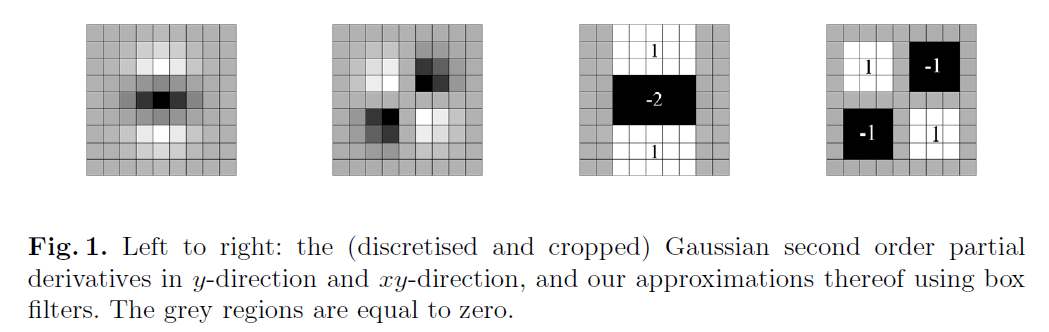 1
-2
1
1
-1
-1
1
Fig. 1. Left to right: the (discretised and cropped) Gaussian second order partial
derivatives in y-direction and xy-direction, and our approximations thereof using box
filters. The grey regions are equal to zero.